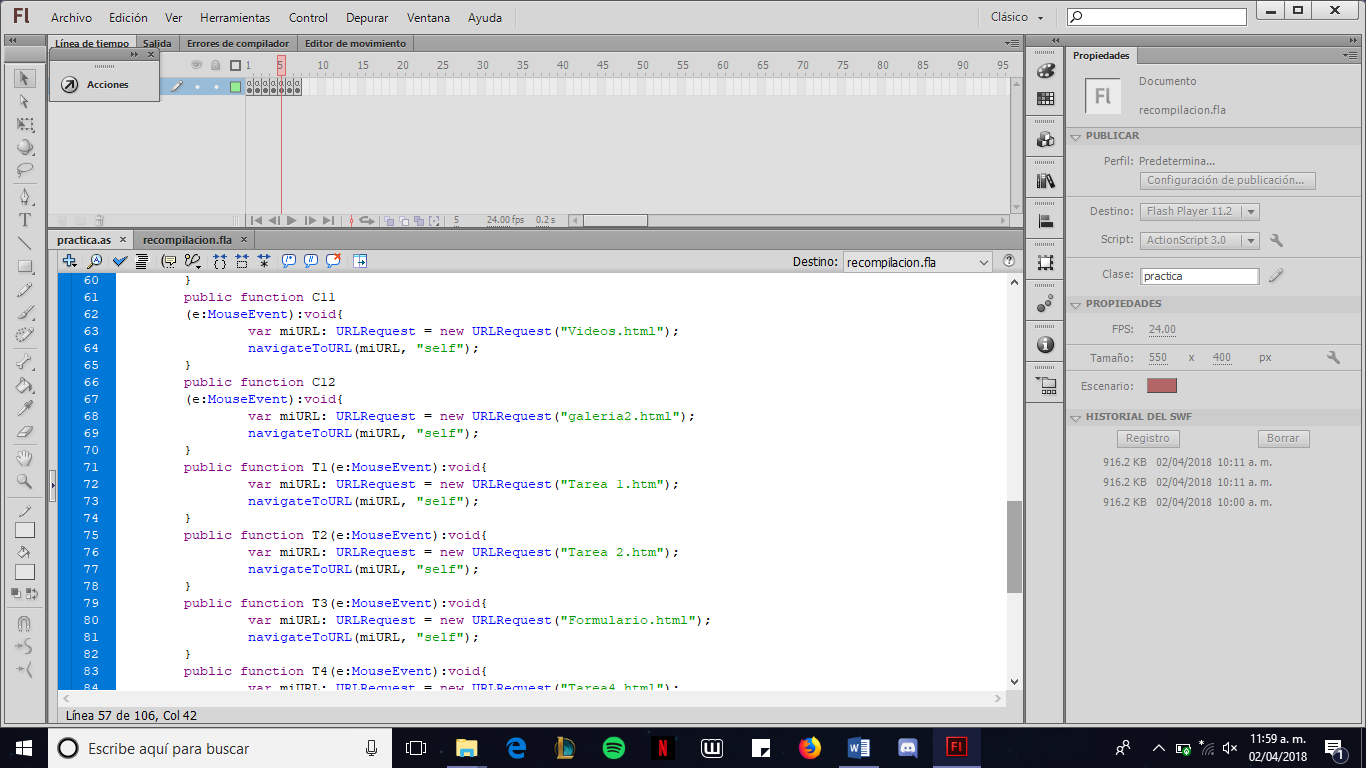 Fl Archivo Edición Ver Herramientas Control Depurar Ventana Ayuda Clásico
Línea de tiempo Salida Errores de compilador Editor de movimiento
Acciones
1 5 10 15 20 25 30 35 40 45 50 55 60 65 70 75 80 85 90 95
5 24.00 fps 0.2 s
practica.as × recompilacion.fla ×
Destino: recompilacion.fla
60 }
61 public function C11
62 (e:MouseEvent):void{
63 var miURL: URLRequest = new URLRequest("Videos.html");
64 navigateToURL(miURL, "self");
65 }
66 public function C12
67 (e:MouseEvent):void{
68 var miURL: URLRequest = new URLRequest("galeria2.html");
69 navigateToURL(miURL, "self");
70 }
71 public function T1(e:MouseEvent):void{
72 var miURL: URLRequest = new URLRequest("Tarea 1.htm");
73 navigateToURL(miURL, "self");
74 }
75 public function T2(e:MouseEvent):void{
76 var miURL: URLRequest = new URLRequest("Tarea 2.htm");
77 navigateToURL(miURL, "self");
78 }
79 public function T3(e:MouseEvent):void{
80 var miURL: URLRequest = new URLRequest("Formulario.html");
81 navigateToURL(miURL, "self");
82 }
83 public function T4(e:MouseEvent):void{
84 var miURL: URLRequest = new URLRequest("Tarea4.html");
Línea 57 de 106, Col 42
Propiedades
Fl
Documento
recompilacion.fla
PUBLICAR
Perfil: Predetermina...
Configuración de publicación...
Destino: Flash Player 11.2
Script: ActionScript 3.0
Clase: practica
PROPIEDADES
FPS: 24.00
Tamaño: 550 x 400 px
Escenario:
HISTORIAL DEL SWF
Registro Borrar
916.2 KB 02/04/2018 10:11 a. m.
916.2 KB 02/04/2018 10:11 a. m.
916.2 KB 02/04/2018 10:00 a. m.
Escribe aquí para buscar
11:59 a. m.
02/04/2018
1